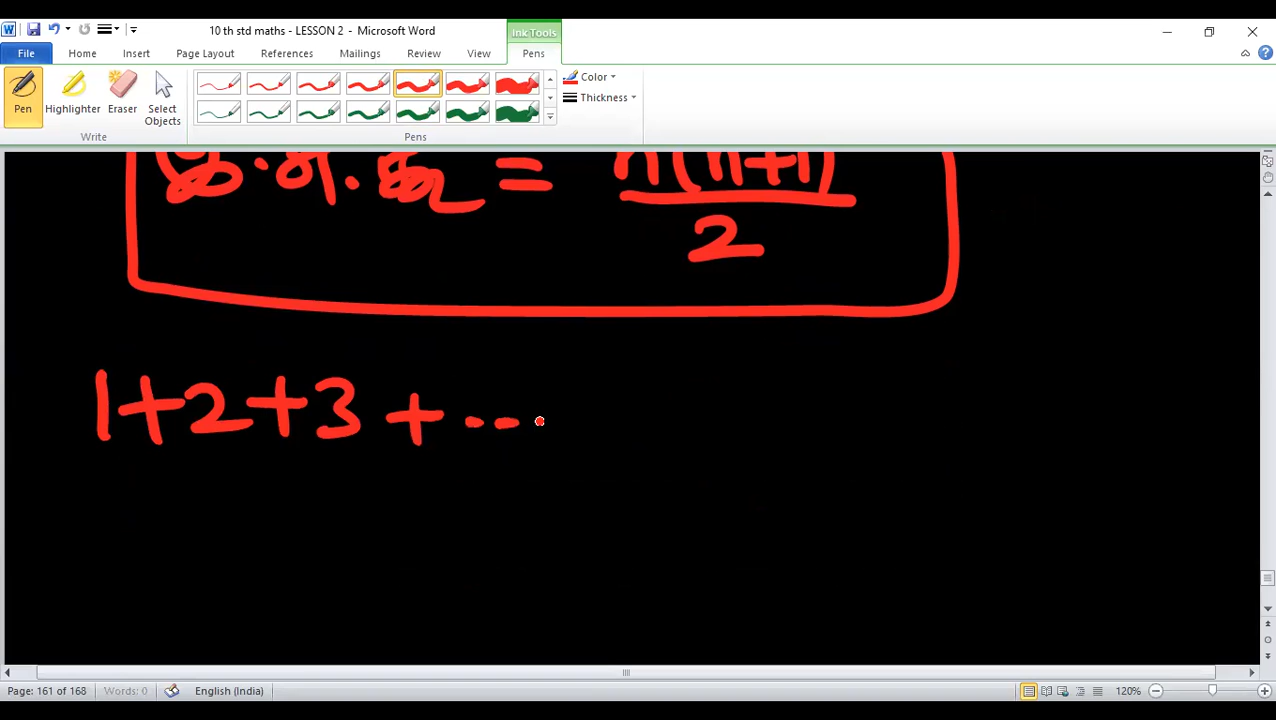 10 th std maths - LESSON 2 - Microsoft Word
Ink Tools
File Home Insert Page Layout References Mailings Review View Pens
Pen Highlighter Eraser Select Objects
Color
Thickness
Write Pens
= n(n+1)
2
1+2+3+...
Page: 161 of 168 Words: 0 English (India) 120%